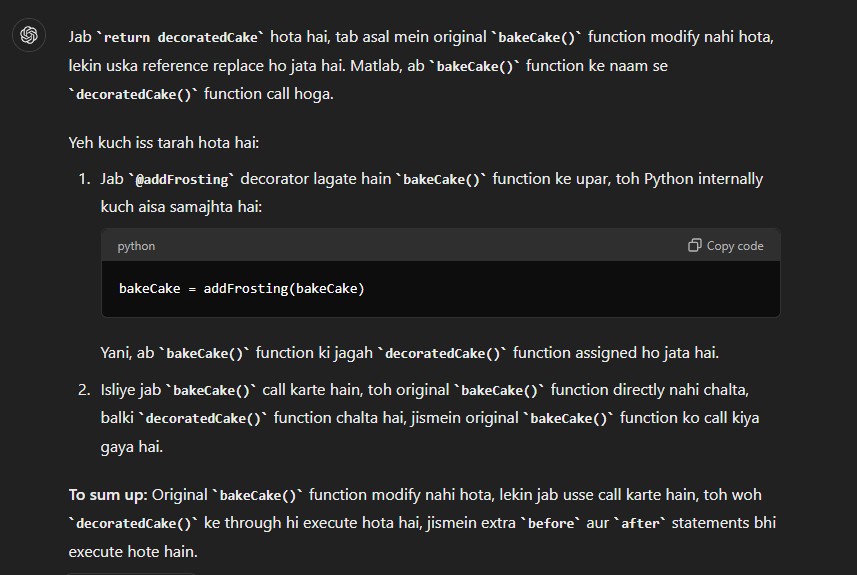 Jab `return decoratedCake` hota hai, tab asal mein original `bakeCake()` function modify nahi hota,
lekin uska reference replace ho jata hai. Matlab, ab `bakeCake()` function ke naam se
`decoratedCake()` function call hoga.
Yeh kuch iss tarah hota hai:
1. Jab `@addFrosting` decorator lagate hain `bakeCake()` function ke upar, toh Python internally
kuch aisa samajhta hai:
python
Copy code
bakeCake = addFrosting(bakeCake)
Yani, ab `bakeCake()` function ki jagah `decoratedCake()` function assigned ho jata hai.
2. Isliye jab `bakeCake()` call karte hain, toh original `bakeCake()` function directly nahi chalta,
balki `decoratedCake()` function chalta hai, jismein original `bakeCake()` function ko call kiya
gaya hai.
To sum up: Original `bakeCake()` function modify nahi hota, lekin jab usse call karte hain, toh woh
`decoratedCake()` ke through hi execute hota hai, jismein extra `before` aur `after` statements bhi
execute hote hain.